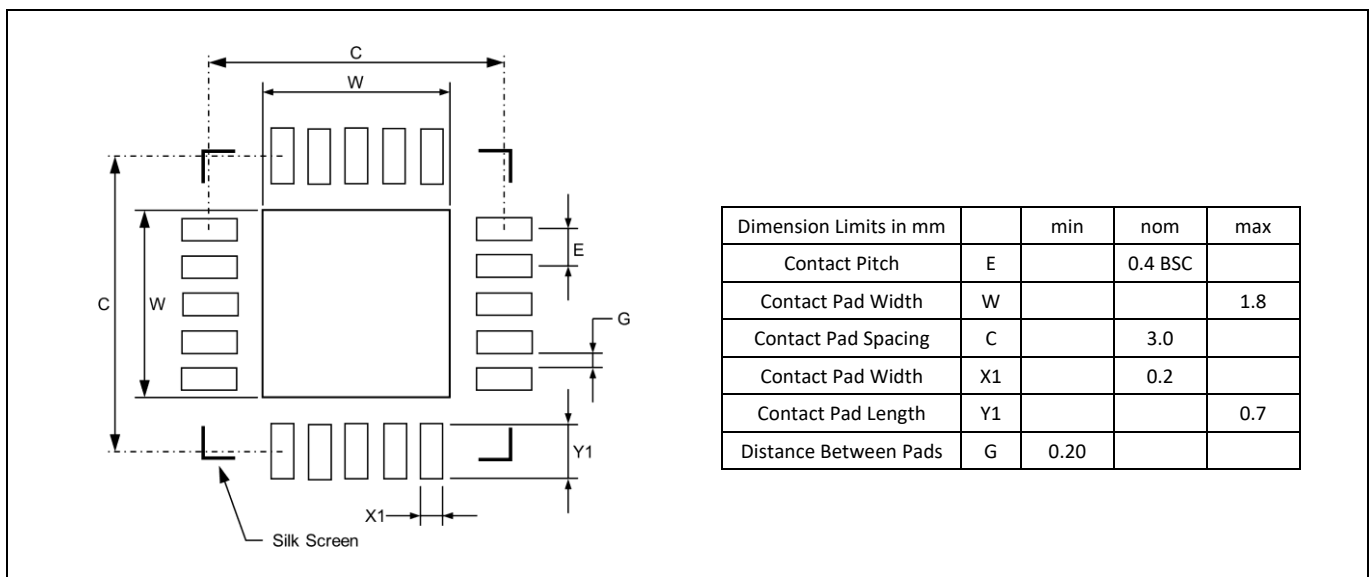 C
W
E
C
W
G
Y1
X1
Silk Screen
Dimension Limits in mm min nom max
Contact Pitch E 0.4 BSC
Contact Pad Width W 1.8
Contact Pad Spacing C 3.0
Contact Pad Width X1 0.2
Contact Pad Length Y1 0.7
Distance Between Pads G 0.20